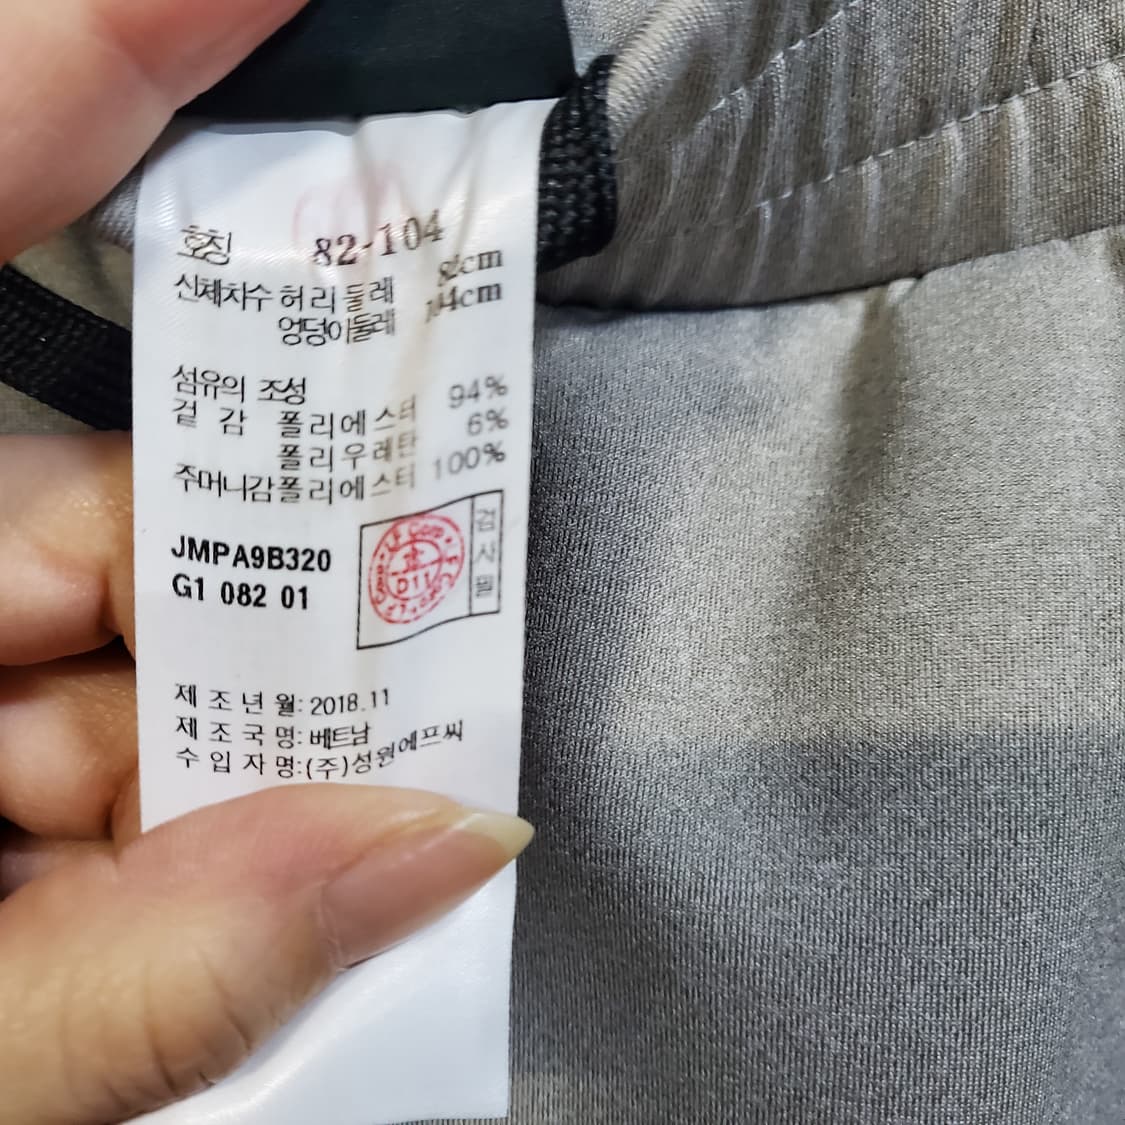 호칭 82-104
신체치수 허리둘레 82cm
엉덩이둘레 104cm
섬유의 조성
겉감 폴리에스터 94%
폴리우레탄 6%
주머니감 폴리에스터 100%
JMPA9B320
G1 082 01
검사필
LF Corp
D11
제조년월: 2018.11
제조국명: 베트남
수입자명:(주)성원에프씨